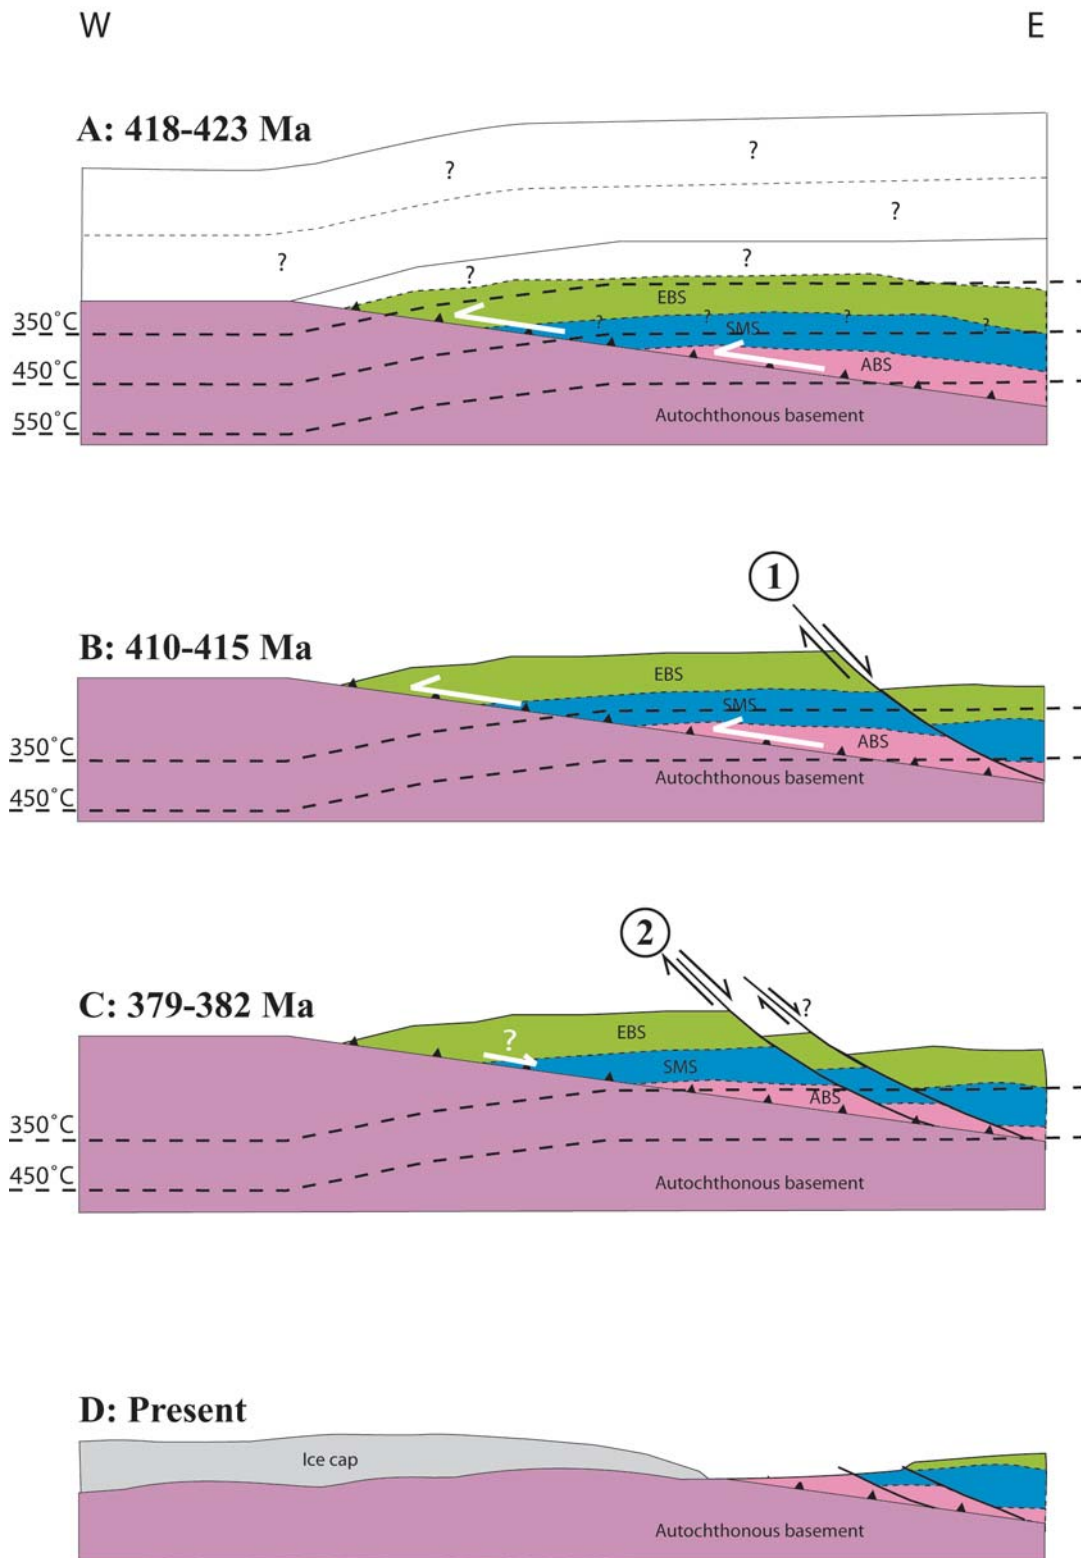 W E
A: 418-423 Ma
?
?
?
?
?
?
EBS
350˚C
? ? ? ?
SMS
ABS
450˚C
Autochthonous basement
550˚C
1
B: 410-415 Ma
EBS
SMS
ABS
350˚C
Autochthonous basement
450˚C
2
C: 379-382 Ma
?
? EBS
SMS
ABS
350˚C
450˚C
Autochthonous basement
D: Present
Ice cap
Autochthonous basement